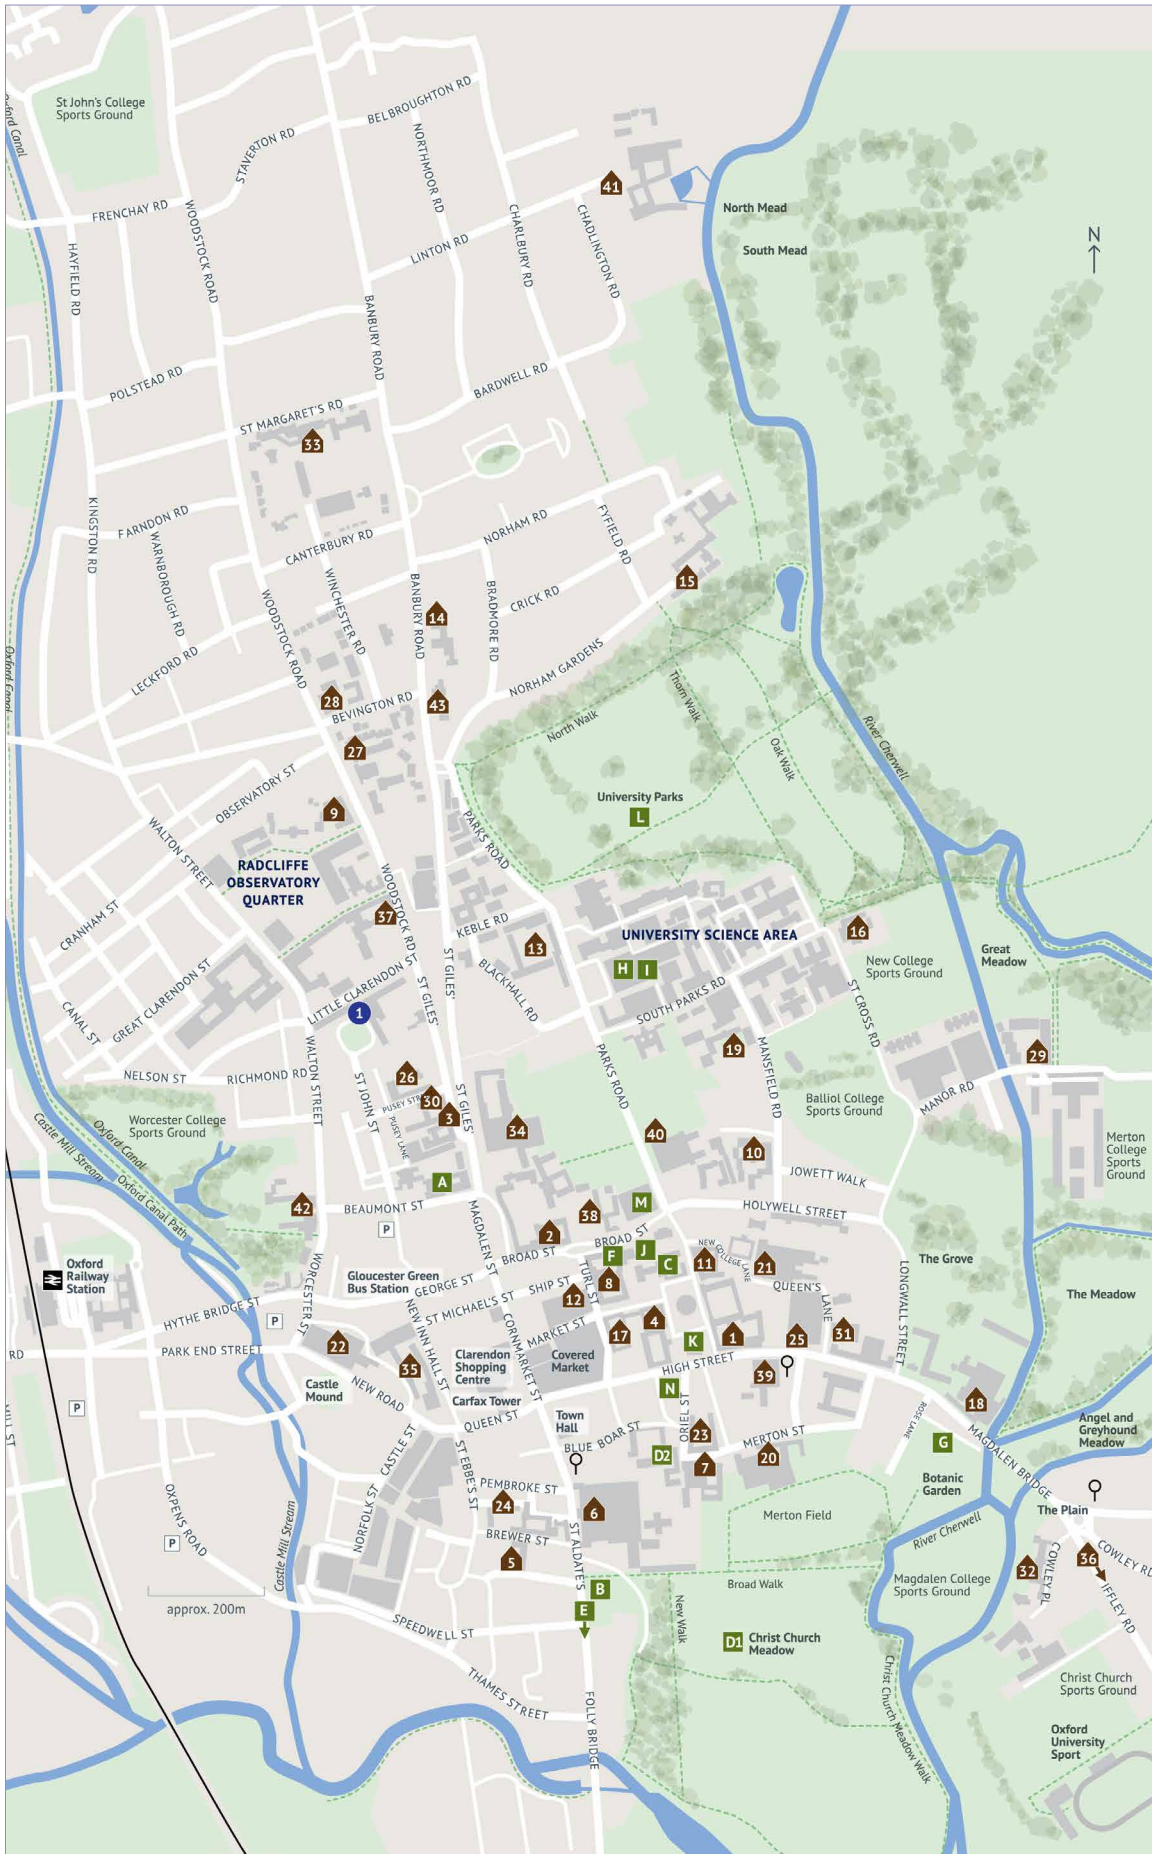 St John's College
Sports Ground
Oxford Canal
BELBROUGHTON RD
STAVERTON RD
NORTHMOOR RD
41
FRENCHAY RD
WOODSTOCK ROAD
CHARLBURY RD
CHADLINGTON RD
North Mead
HAYFIELD RD
LINTON RD
South Mead
N
BANBURY ROAD
POLSTEAD RD
BARDWELL RD
ST MARGARET'S RD
33
KINGSTON RD
FARNDON RD
WARNBOROUGH RD
CANTERBURY RD
NORHAM RD
FYFIELD RD
15
WINCHESTER RD
BANBURY ROAD
BRADMORE RD
CRICK RD
WOODSTOCK ROAD
14
LECKFORD RD
Oxford Canal
NORHAM GARDENS
28
BEVINGTON RD
43
Thorn Walk
North Walk
27
Oak Walk
River Cherwell
OBSERVATORY ST
University Parks
L
9
WALTON STREET
PARKS ROAD
RADCLIFFE
OBSERVATORY
QUARTER
WOODSTOCK RD
37
CRANHAM ST
KEBLE RD
13
UNIVERSITY SCIENCE AREA
16
H
I
New College
Sports Ground
Great
Meadow
GREAT CLARENDON ST
LITTLE CLARENDON ST
ST GILES'
ST GILES'
BLACKHALL RD
SOUTH PARKS RD
ST CROSS RD
1
CANAL ST
19
29
NELSON ST
RICHMOND RD
WALTON STREET
ST JOHN ST
26
PARKS ROAD
MANSFIELD RD
MANOR RD
PUSEY STR
30
3
ST GILES'
Balliol College
Sports Ground
Worcester College
Sports Ground
PUSEY LANE
34
40
10
Merton
College
Sports
Ground
Castle Mill Stream
Oxford Canal
Oxford Canal Path
A
JOWETT WALK
42
BEAUMONT ST
M
HOLYWELL STREET
P
MAGDALEN ST
38
2
BROAD ST
BROAD ST
J
F
C
NEW COLLEGE LANE
11
21
The Grove
Oxford
Railway
Station
WORCESTER ST
Gloucester Green
Bus Station
GEORGE ST
SHIP ST
TURL ST
8
QUEEN'S
LANE
LONGWALL STREET
The Meadow
HYTHE BRIDGE ST
P
NEW INN HALL ST
ST MICHAEL'S ST
12
CORNMARKET ST
MARKET ST
4
17
K
1
25
31
RD
PARK END STREET
22
35
Clarendon
Shopping
Centre
Covered
Market
HIGH STREET
39
Castle
Mound
NEW ROAD
Carfax Tower
N
ORIEL ST
18
P
MILL ST
QUEEN ST
Town
Hall
BLUE BOAR ST
23
MERTON ST
ROSE LANE
G
MAGDALEN BRIDGE
Angel and
Greyhound
Meadow
CASTLE ST
ST EBBE'S ST
D2
7
20
Botanic
Garden
OXPENS ROAD
NORFOLK ST
PEMBROKE ST
24
6
Merton Field
The Plain
P
BREWER ST
5
ST ALDATE'S
River Cherwell
COWLEY RD
36
32
COWLEY PL
IFFLEY RD
Castle Mill Stream
B
Broad Walk
Magdalen College
Sports Ground
approx. 200m
E
SPEEDWELL ST
New Walk
D1
Christ Church
Meadow
THAMES STREET
Christ Church Meadow Walk
Christ Church
Sports Ground
FOLLY BRIDGE
Oxford
University
Sport